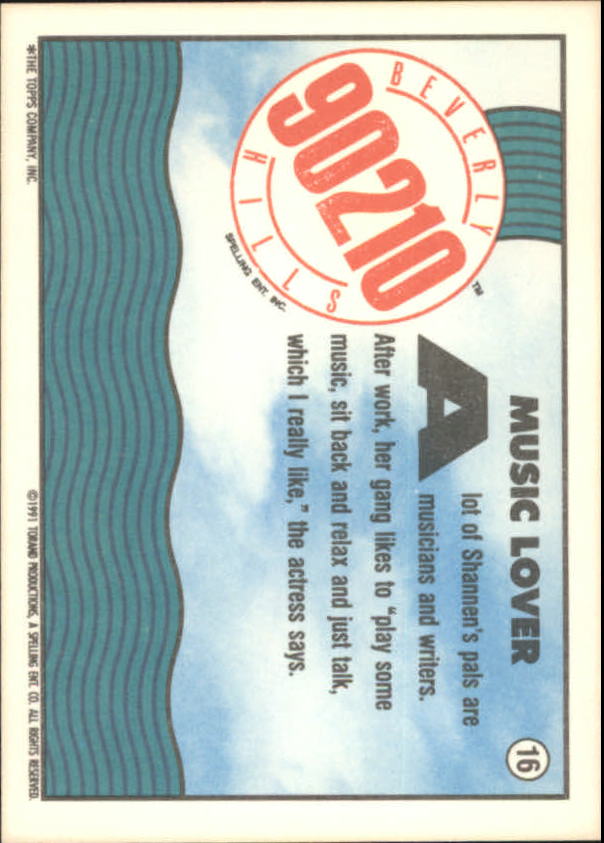 MUSIC LOVER
16
A lot of Shannen's pals are
musicians and writers.
After work, her gang likes to "play some
music, sit back and relax and just talk,
which I really like," the actress says.
BEVERLY
90210
HILLS
TM
SPELLING ENT. INC.
*THE TOPPS COMPANY, INC.
©1991 TORAND PRODUCTIONS, A SPELLING ENT. CO. ALL RIGHTS RESERVED.